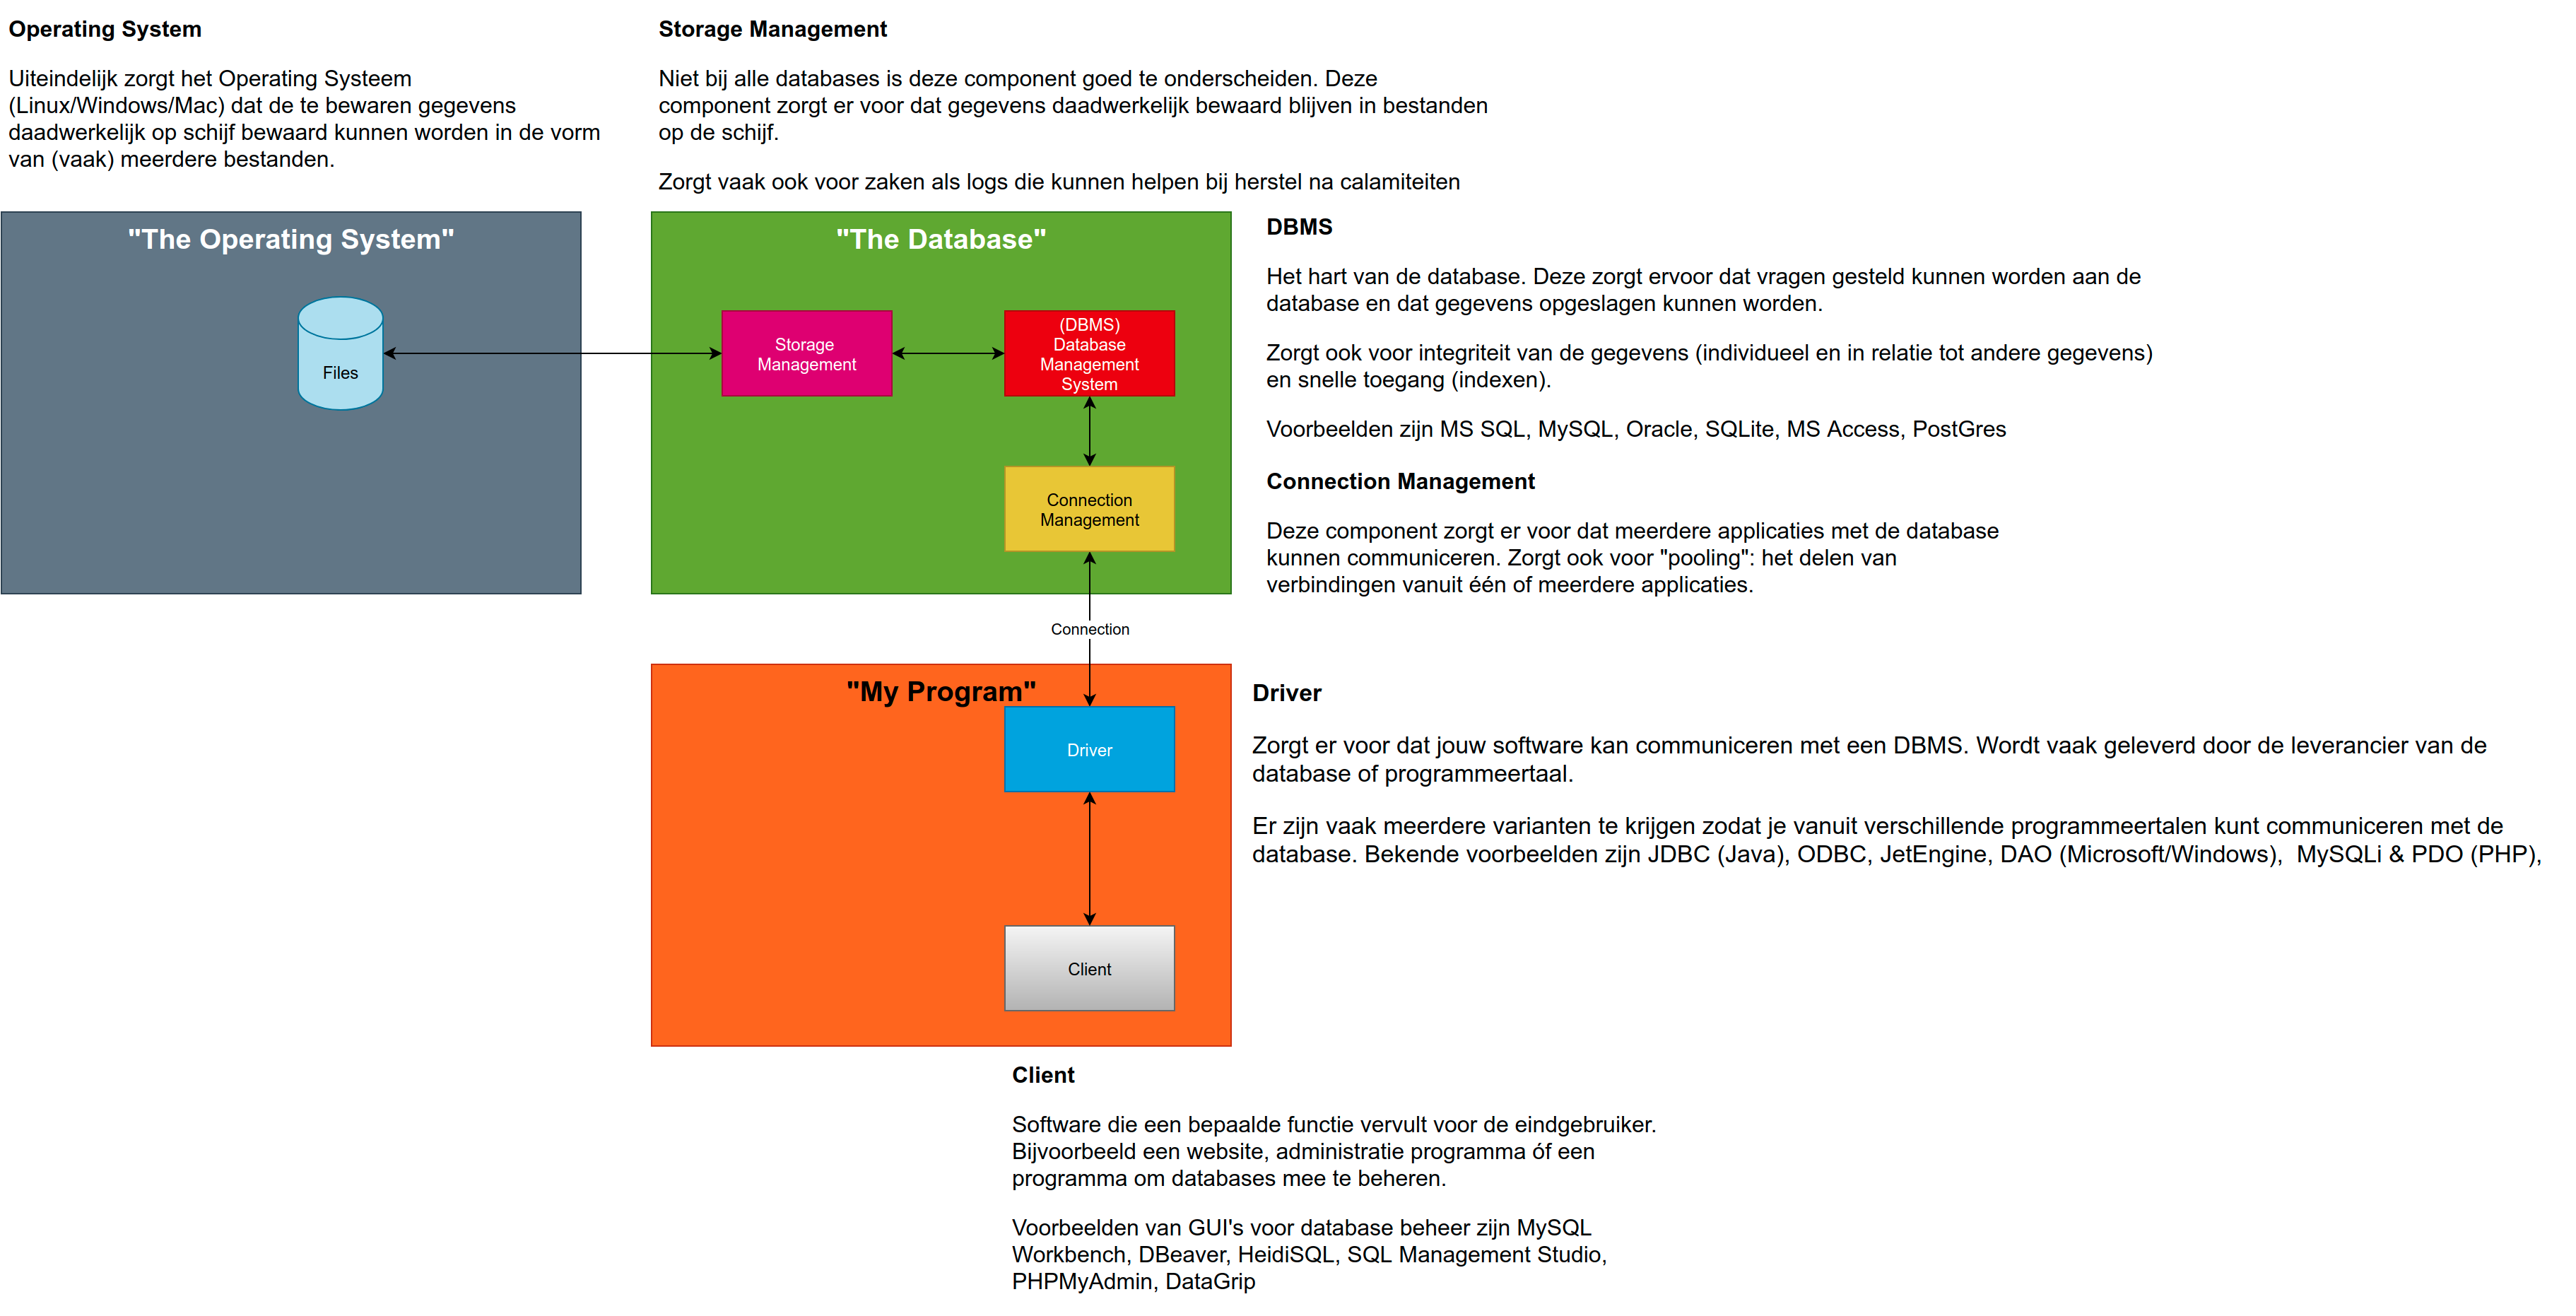 Operating System
Uiteindelijk zorgt het Operating Systeem
(Linux/Windows/Mac) dat de te bewaren gegevens
daadwerkelijk op schijf bewaard kunnen worden in de vorm
van (vaak) meerdere bestanden.
Storage Management
Niet bij alle databases is deze component goed te onderscheiden. Deze
component zorgt er voor dat gegevens daadwerkelijk bewaard blijven in bestanden
op de schijf.
Zorgt vaak ook voor zaken als logs die kunnen helpen bij herstel na calamiteiten
"The Operating System"
Files
"The Database"
Storage
Management
(DBMS)
Database
Management
System
Connection
Management
DBMS
Het hart van de database. Deze zorgt ervoor dat vragen gesteld kunnen worden aan de
database en dat gegevens opgeslagen kunnen worden.
Zorgt ook voor integriteit van de gegevens (individueel en in relatie tot andere gegevens)
en snelle toegang (indexen).
Voorbeelden zijn MS SQL, MySQL, Oracle, SQLite, MS Access, PostGres
Connection Management
Deze component zorgt er voor dat meerdere applicaties met de database
kunnen communiceren. Zorgt ook voor "pooling": het delen van
verbindingen vanuit één of meerdere applicaties.
Connection
"My Program"
Driver
Client
Driver
Zorgt er voor dat jouw software kan communiceren met een DBMS. Wordt vaak geleverd door de leverancier van de
database of programmeertaal.
Er zijn vaak meerdere varianten te krijgen zodat je vanuit verschillende programmeertalen kunt communiceren met de
database. Bekende voorbeelden zijn JDBC (Java), ODBC, JetEngine, DAO (Microsoft/Windows),  MySQLi & PDO (PHP),
Client
Software die een bepaalde functie vervult voor de eindgebruiker.
Bijvoorbeeld een website, administratie programma óf een
programma om databases mee te beheren.
Voorbeelden van GUI's voor database beheer zijn MySQL
Workbench, DBeaver, HeidiSQL, SQL Management Studio,
PHPMyAdmin, DataGrip